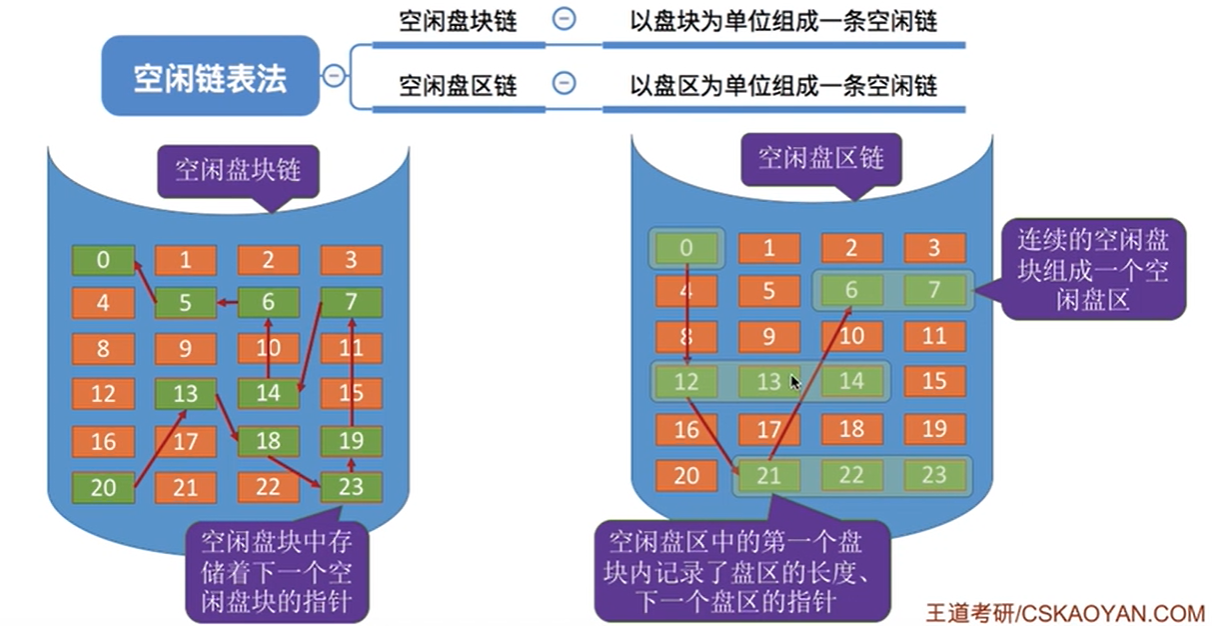 空闲盘块链
以盘块为单位组成一条空闲链
空闲链表法
空闲盘区链
以盘区为单位组成一条空闲链
空闲盘块链
0 1 2 3
4 5 6 7
8 9 10 11
12 13 14 15
16 17 18 19
20 21 22 23
空闲盘块中存
储着下一个空
闲盘块的指针
空闲盘区链
0 1 2 3
4 5 6 7
8 9 10 11
12 13 14 15
16 17 18 19
20 21 22 23
连续的空闲盘
块组成一个空
闲盘区
空闲盘区中的第一个盘
块内记录了盘区的长度、
下一个盘区的指针
王道考研/CSKAOYAN.COM